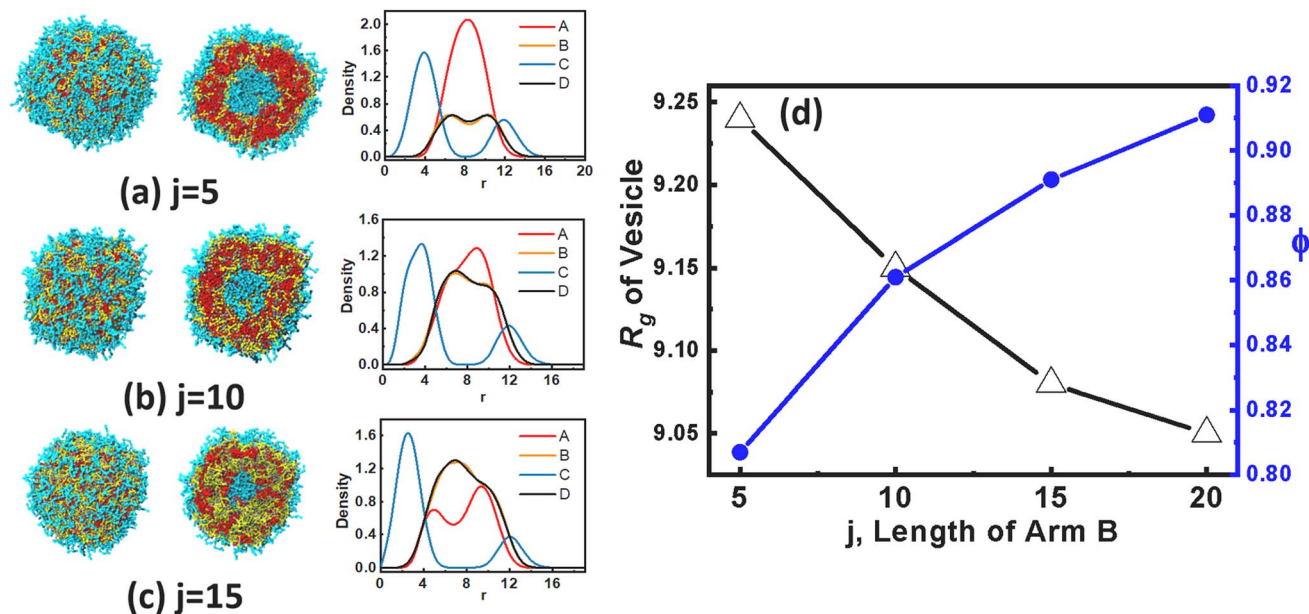 2.0
1.6
1.2
0.8
0.4
0.0
Density
A
B
C
D
0 4 8 12 16 20
r
(a) j=5
1.6
1.2
0.8
0.4
0.0
Density
A
B
C
D
0 4 8 12 16
r
(b) j=10
1.6
1.2
0.8
0.4
0.0
Density
A
B
C
D
0 4 8 12 16
r
(c) j=15
(d)
9.25
9.20
9.15
9.10
9.05
Rg of Vesicle
0.92
0.90
0.88
0.86
0.84
0.82
0.80
ϕ
5 10 15 20
j, Length of Arm B